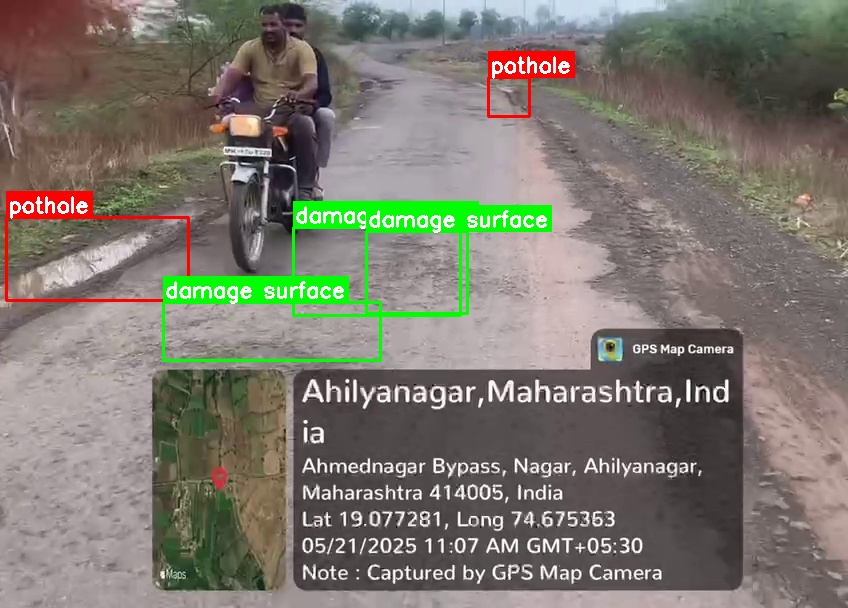 pothole
pothole
damag
damage surface
damage surface
GPS Map Camera
Ahilyanagar,Maharashtra,Ind
ia
Ahmednagar Bypass, Nagar, Ahilyanagar,
Maharashtra 414005, India
Lat 19.077281, Long 74.675363
05/21/2025 11:07 AM GMT+05:30
Note : Captured by GPS Map Camera
Maps